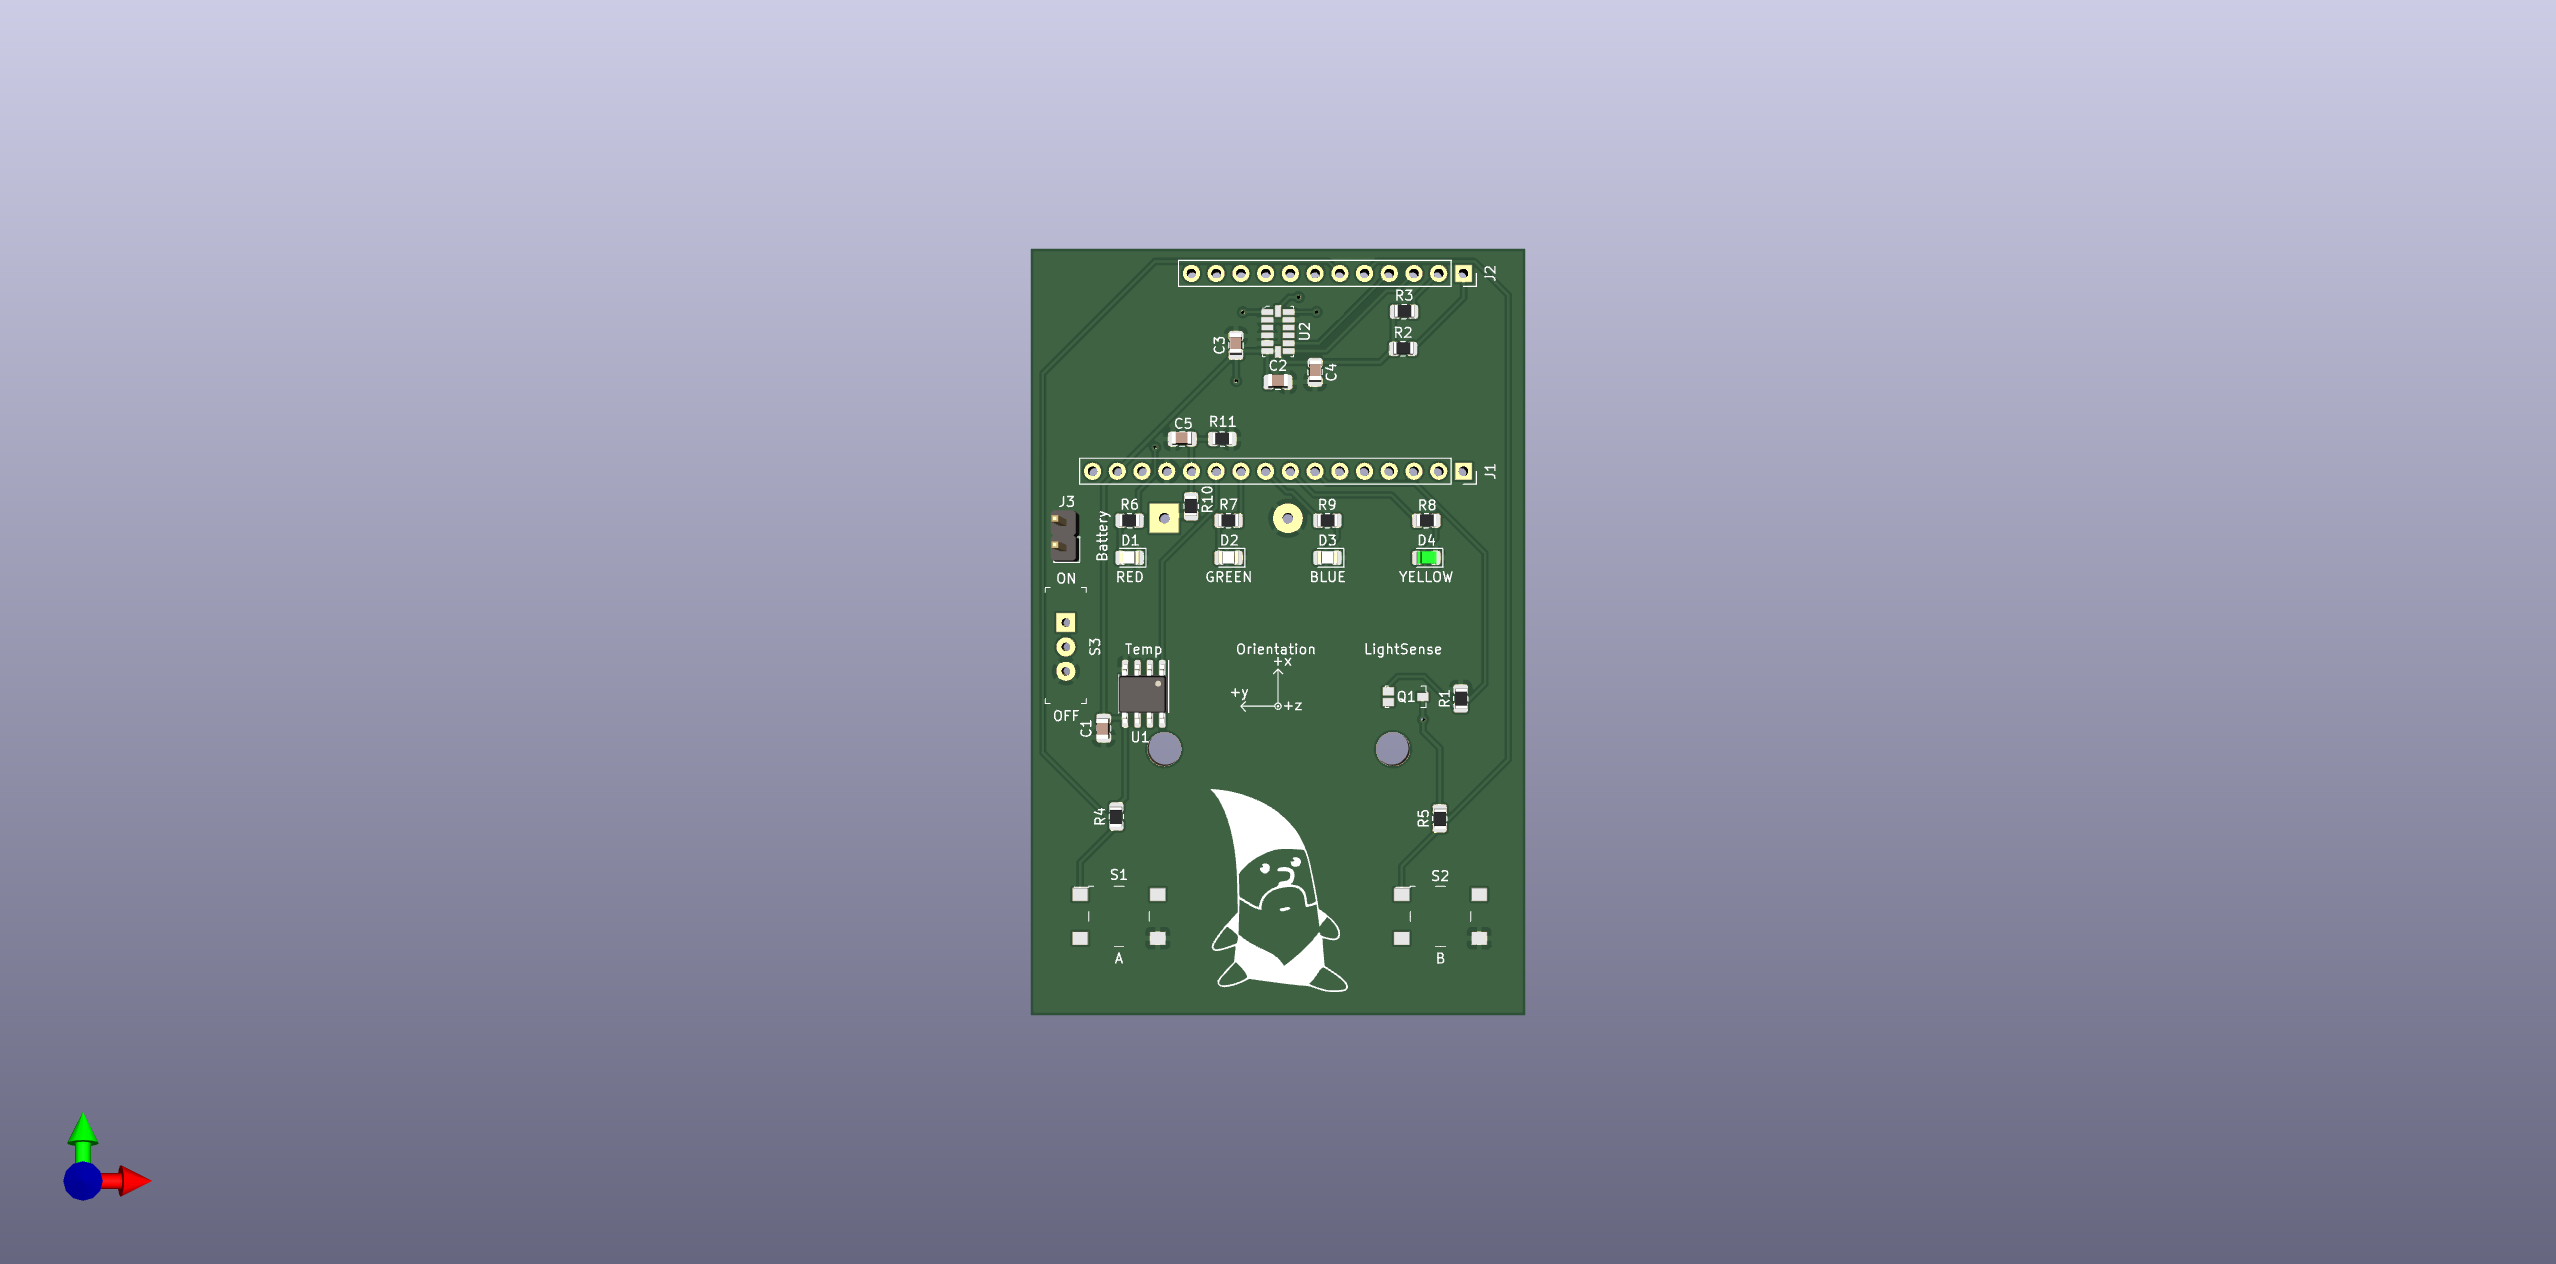 J2
R3
U2
R2
C3
C2
C4
C5
R11
J1
J3
R6
R10
R7
R9
R8
Battery
D1
D2
D3
D4
RED
GREEN
BLUE
YELLOW
ON
S3
Temp
Orientation
LightSense
+x
+y
+z
Q1
R1
OFF
C1
U1
R4
R5
S1
S2
A
B